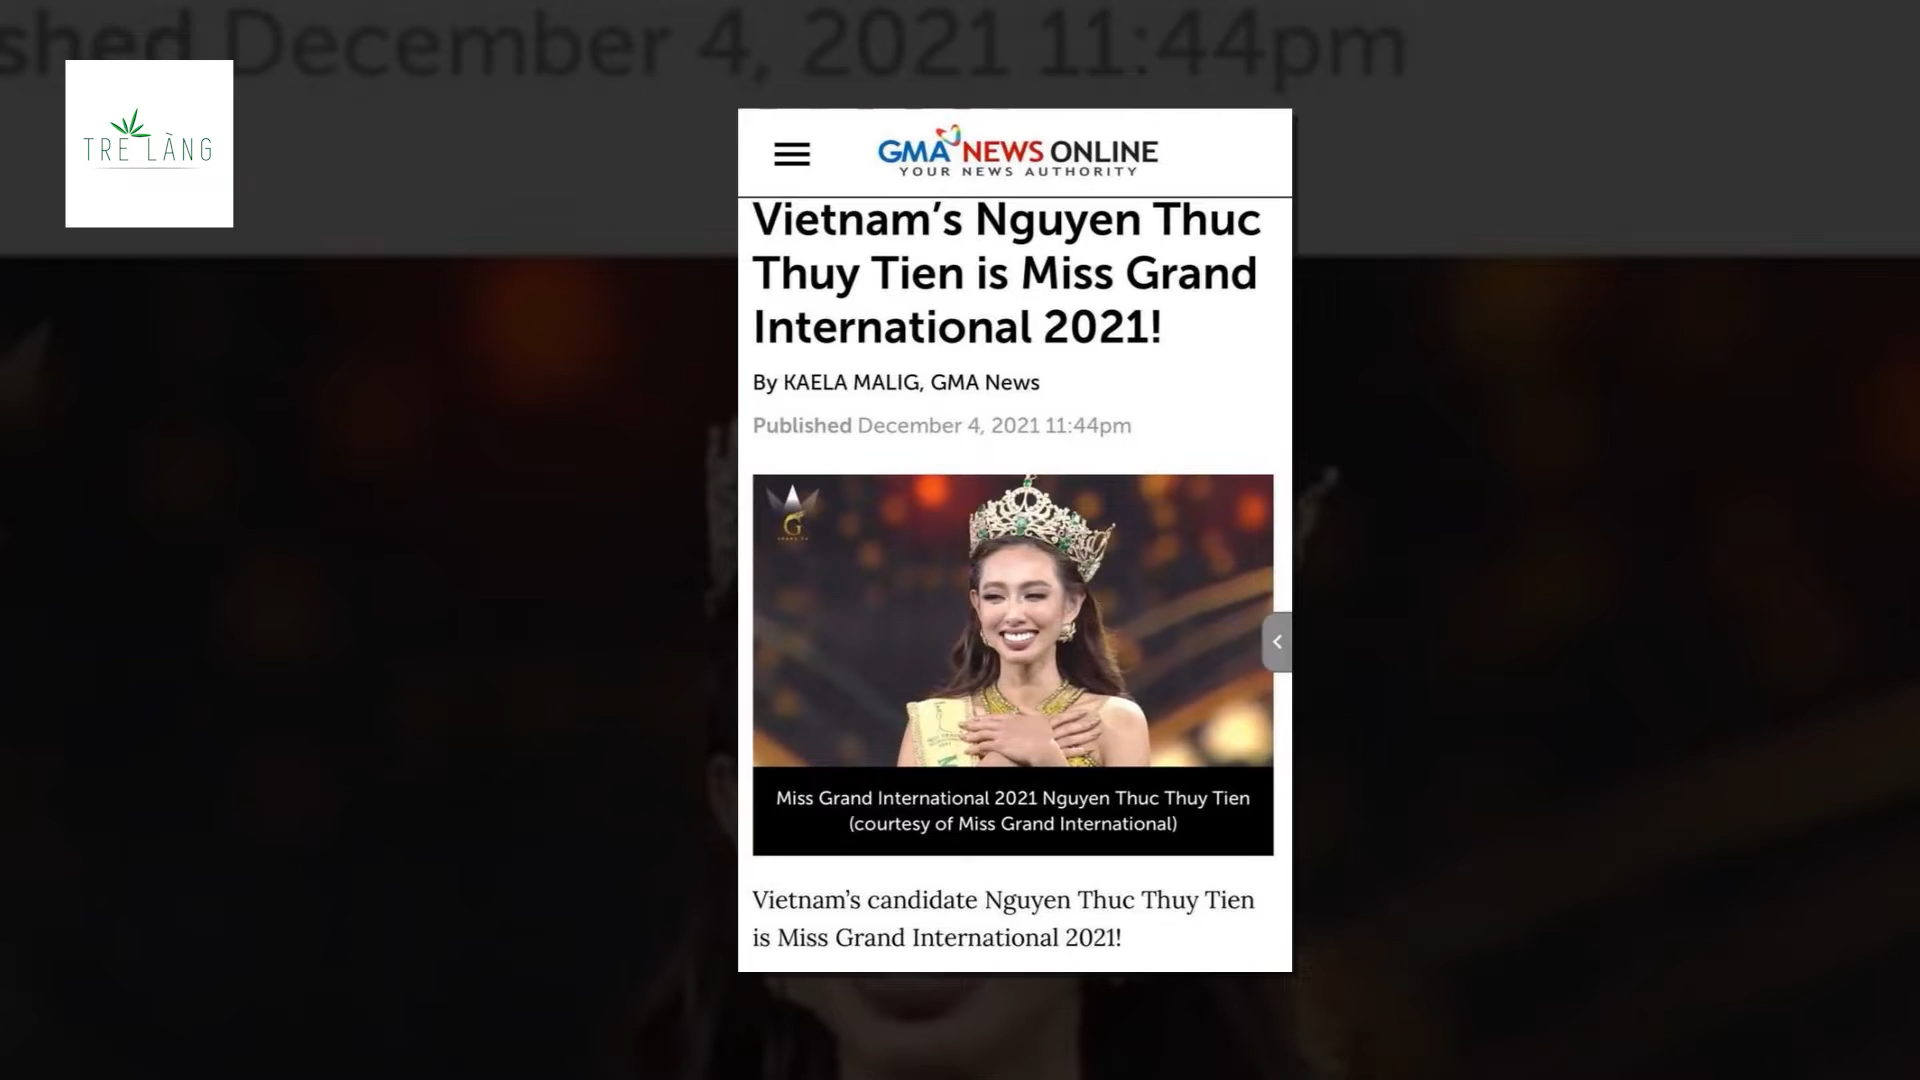 shed December 4, 2021 11:44pm
TRE LÀNG
GMA NEWS ONLINE
YOUR NEWS AUTHORITY
Vietnam's Nguyen Thuc
Thuy Tien is Miss Grand
International 2021!
By KAELA MALIG, GMA News
Published December 4, 2021 11:44pm
G
Miss Grand International 2021 Nguyen Thuc Thuy Tien
(courtesy of Miss Grand International)
Vietnam's candidate Nguyen Thuc Thuy Tien
is Miss Grand International 2021!